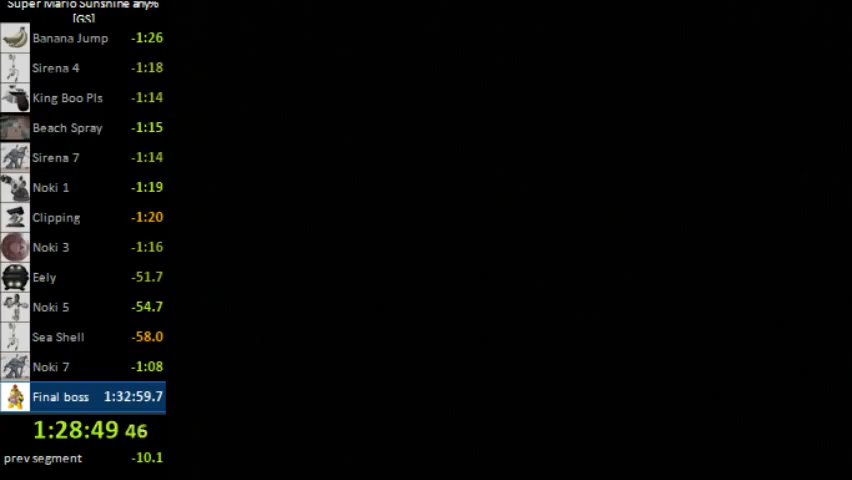 Super Mario Sunshine any%
[GS]
Banana Jump -1:26
Sirena 4 -1:18
King Boo Pls -1:14
Beach Spray -1:15
Sirena 7 -1:14
Noki 1 -1:19
Clipping -1:20
Noki 3 -1:16
Eely -51.7
Noki 5 -54.7
Sea Shell -58.0
Noki 7 -1:08
Final boss 1:32:59.7
1:28:49 46
prev segment -10.1